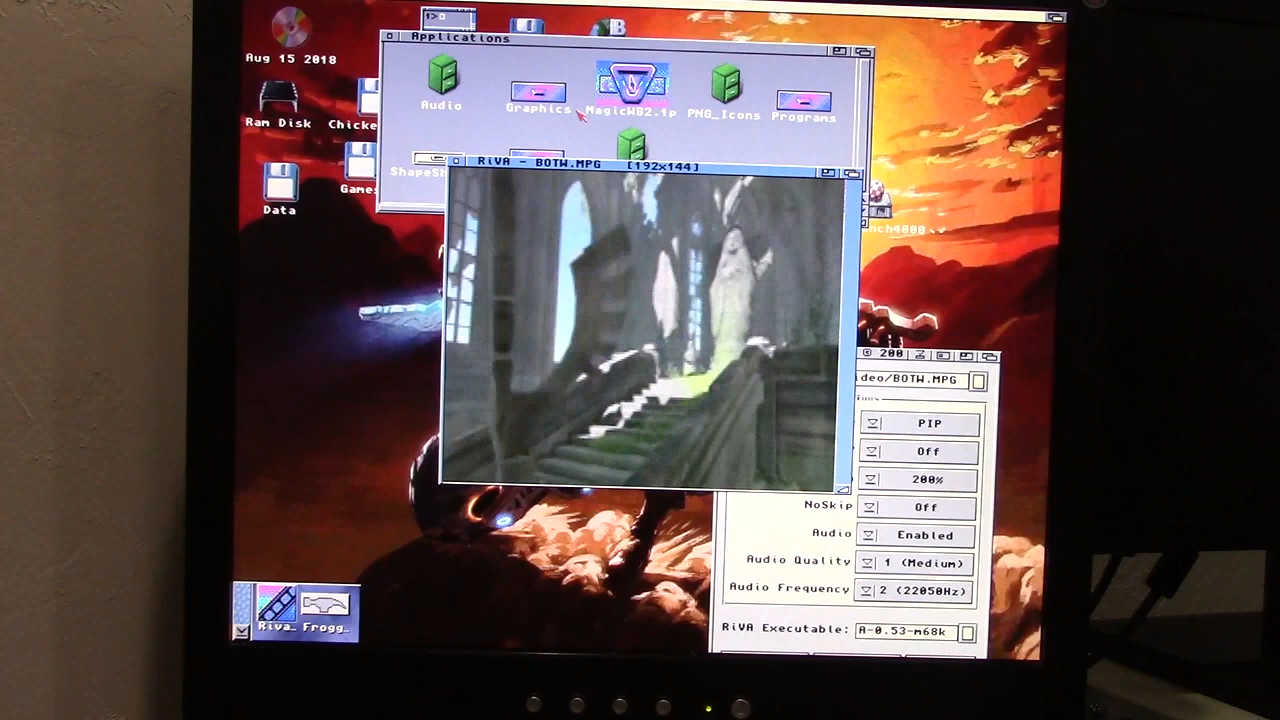 1>
B
Applications
Aug 15 2018
Audio
Graphics
MagicWB2.1p
PNG_Icons
Programs
Ram Disk
Chicke
ShapeSh
RiVA - BOTW.MPG [192x144]
Games
Data
nch4000
200
ideo/BOTW.MPG
PIP
Off
200%
NoSkip
Off
Audio
Enabled
Audio Quality
1 (Medium)
Audio Frequency
2 (22050Hz)
Riva_
Frogg_
RiVA Executable:
A-0.53-m68k